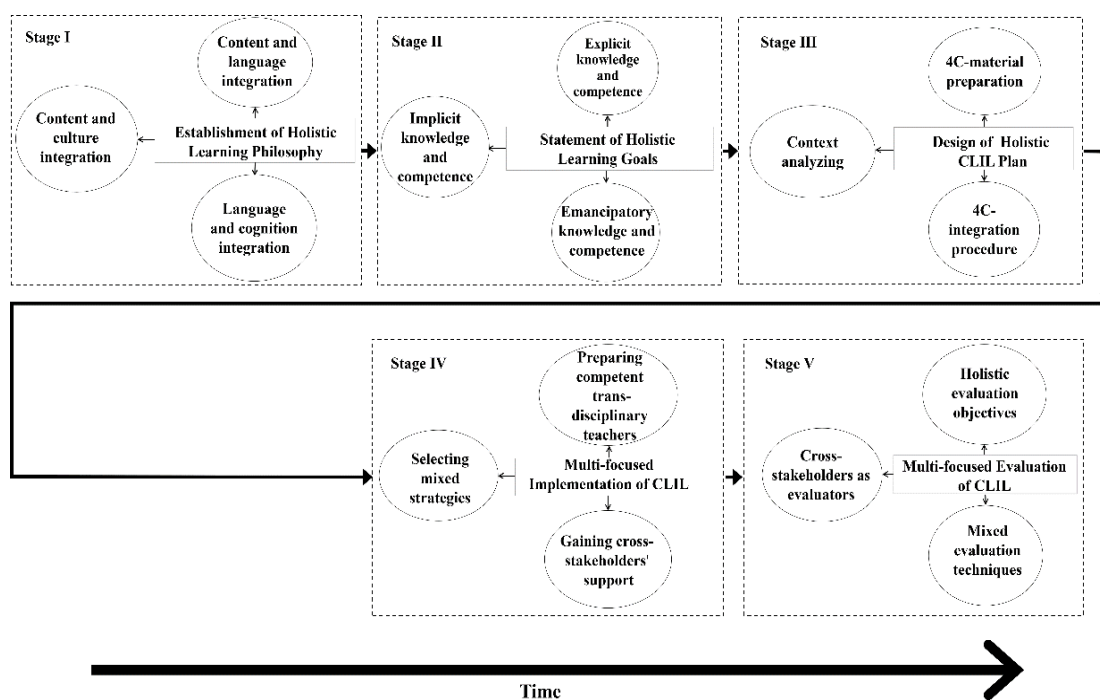 Stage I
Content and
language
integration
Content and
culture
integration
Establishment of Holistic
Learning Philosophy
Language
and cognition
integration
Stage II
Explicit
knowledge
and
competence
Implicit
knowledge
and
competence
Statement of Holistic
Learning Goals
Emancipatory
knowledge and
competence
Stage III
4C-material
preparation
Context
analyzing
Design of Holistic
CLIL Plan
4C-
integration
procedure
Stage IV
Preparing
competent
trans-
disciplinary
teachers
Selecting
mixed
strategies
Multi-focused
Implementation of CLIL
Gaining cross-
stakeholders'
support
Stage V
Holistic
evaluation
objectives
Cross-
stakeholders as
evaluators
Multi-focused Evaluation
of CLIL
Mixed
evaluation
techniques
Time